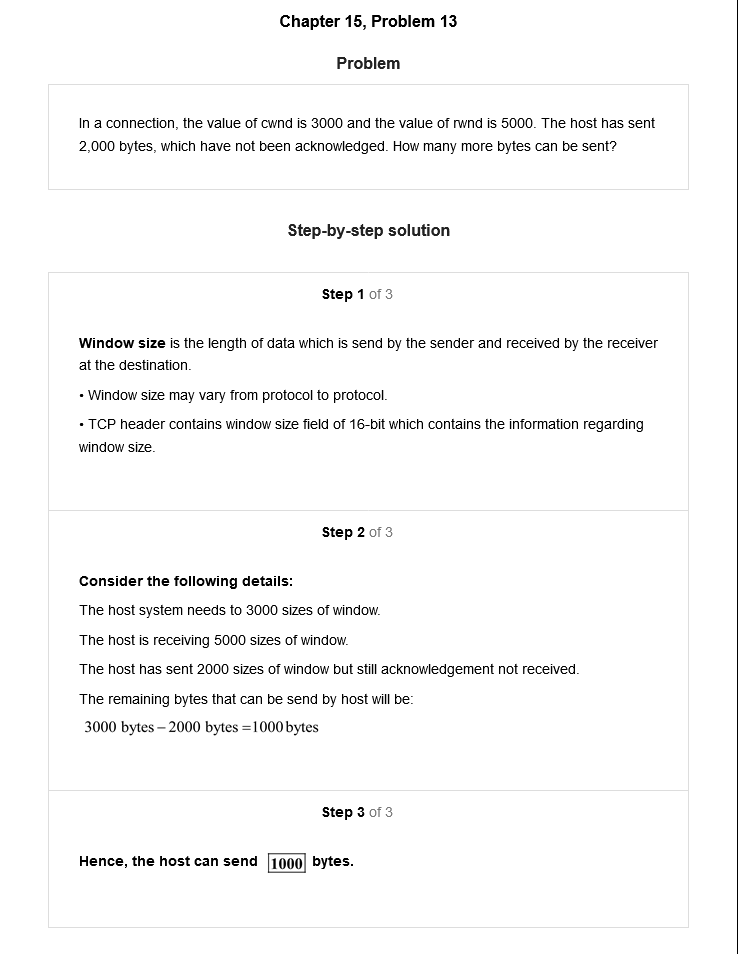 Chapter 15, Problem 13
Problem
In a connection, the value of cwnd is 3000 and the value of rwnd is 5000. The host has sent
2,000 bytes, which have not been acknowledged. How many more bytes can be sent?
Step-by-step solution
Step 1 of 3
Window size is the length of data which is send by the sender and received by the receiver
at the destination.
• Window size may vary from protocol to protocol.
• TCP header contains window size field of 16-bit which contains the information regarding
window size.
Step 2 of 3
Consider the following details:
The host system needs to 3000 sizes of window.
The host is receiving 5000 sizes of window.
The host has sent 2000 sizes of window but still acknowledgement not received.
The remaining bytes that can be send by host will be:
3000 bytes – 2000 bytes =1000 bytes
Step 3 of 3
Hence, the host can send 1000 bytes.